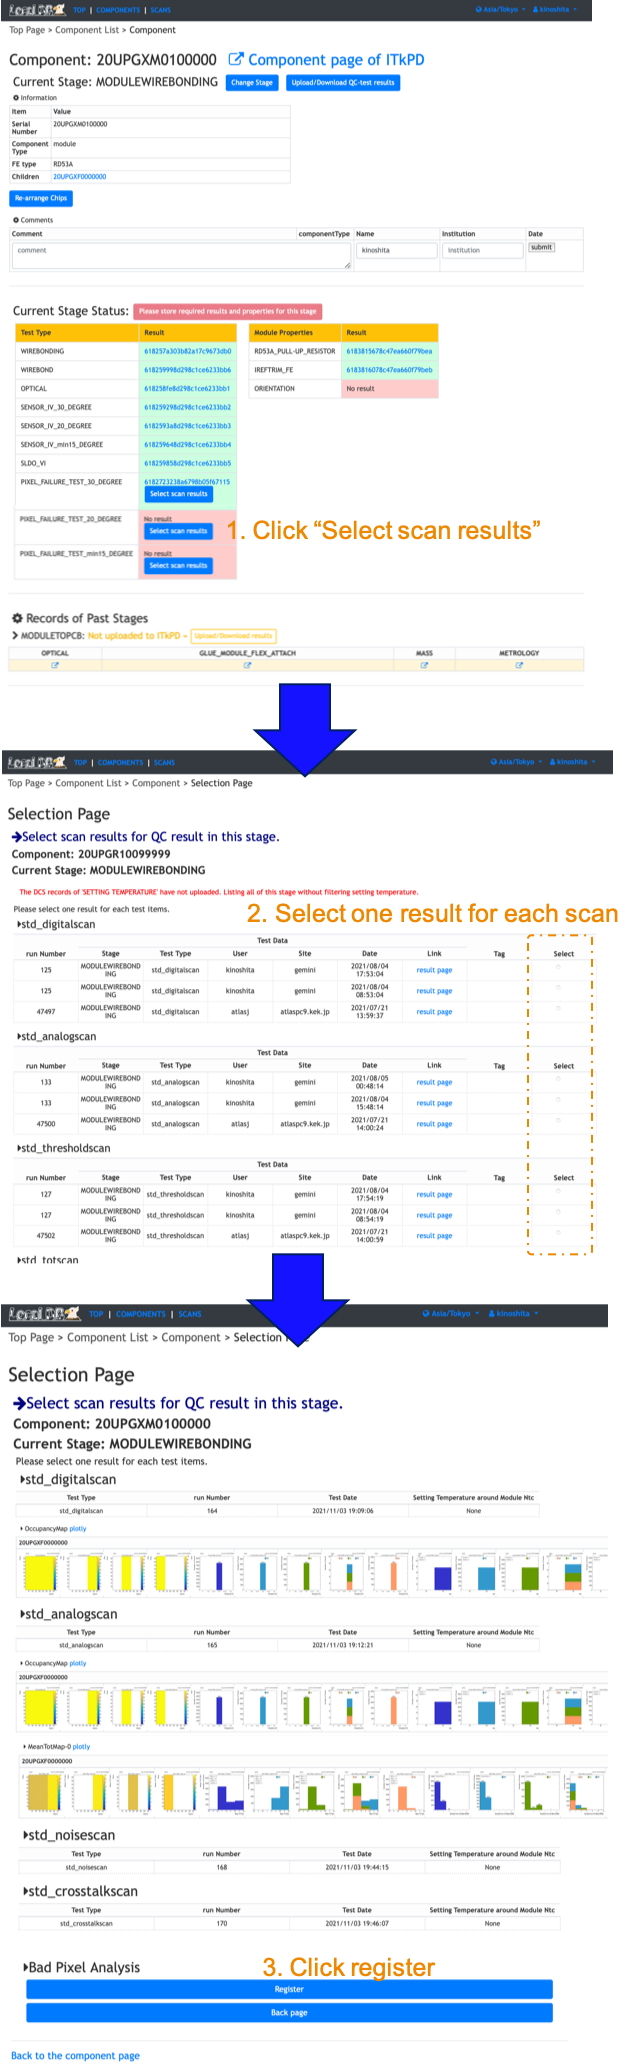 Local DB TOP | COMPONENTS | SCANS Asia/Tokyo kinoshita
Top Page > Component List > Component
Component: 20UPGXM0100000 Component page of ITkPD
Current Stage: MODULEWIREBONDING Change Stage Upload/Download QC-test results
Information
Item Value
Serial Number 20UPGXM0100000
Component Type module
FE type RD53A
Children 20UPGXF0000000
Re-arrange Chips
Comments
Comment componentType Name Institution Date
comment kinoshita Institution submit
Current Stage Status: Please store required results and properties for this stage
Test Type Result Module Properties Result
WIREBONDING 618257a303b82a17c9673db0 RD53A_PULL-UP_RESISTOR 6183815678c47ea660f79bea
WIREBOND 618259998d298c1ce6233bb6 IREFTRIM_FE 6183816078c47ea660f79beb
OPTICAL 618258fe8d298c1ce6233bb1 ORIENTATION No result
SENSOR_IV_30_DEGREE 618259298d298c1ce6233bb2
SENSOR_IV_20_DEGREE 6182593a8d298c1ce6233bb3
SENSOR_IV_min15_DEGREE 618259648d298c1ce6233bb4
SLDO_VI 618259858d298c1ce6233bb5
PIXEL_FAILURE_TEST_30_DEGREE 6182723238a6798b05f67115
Select scan results
PIXEL_FAILURE_TEST_20_DEGREE No result
Select scan results
1. Click “Select scan results”
PIXEL_FAILURE_TEST_min15_DEGREE No result
Select scan results
Records of Past Stages
MODULETOPCB: Not uploaded to ITkPD - Upload/Download results
OPTICAL GLUE_MODULE_FLEX_ATTACH MASS METROLOGY
Local DB TOP | COMPONENTS | SCANS Asia/Tokyo kinoshita
Top Page > Component List > Component > Selection Page
Selection Page
Select scan results for QC result in this stage.
Component: 20UPGR10099999
Current Stage: MODULEWIREBONDING
The DCS records of 'SETTING TEMPERATURE' have not uploaded. Listing all of this stage without filtering setting temperature.
Please select one result for each test items.
2. Select one result for each scan
std_digitalscan
Test Data
run Number Stage Test Type User Site Date Link Tag Select
125 MODULEWIREBONDING std_digitalscan kinoshita gemini 2021/08/04 17:53:04 result page
125 MODULEWIREBONDING std_digitalscan kinoshita gemini 2021/08/04 08:53:04 result page
47497 MODULEWIREBONDING std_digitalscan atlasj atlaspc9.kek.jp 2021/07/21 13:59:37 result page
std_analogscan
Test Data
run Number Stage Test Type User Site Date Link Tag Select
133 MODULEWIREBONDING std_analogscan kinoshita gemini 2021/08/05 00:48:14 result page
133 MODULEWIREBONDING std_analogscan kinoshita gemini 2021/08/04 15:48:14 result page
47500 MODULEWIREBONDING std_analogscan atlasj atlaspc9.kek.jp 2021/07/21 14:00:24 result page
std_thresholdscan
Test Data
run Number Stage Test Type User Site Date Link Tag Select
127 MODULEWIREBONDING std_thresholdscan kinoshita gemini 2021/08/04 17:54:19 result page
127 MODULEWIREBONDING std_thresholdscan kinoshita gemini 2021/08/04 08:54:19 result page
47502 MODULEWIREBONDING std_thresholdscan atlasj atlaspc9.kek.jp 2021/07/21 14:00:59 result page
std_totscan
Local DB TOP | COMPONENTS | SCANS Asia/Tokyo kinoshita
Top Page > Component List > Component > Selection
Selection Page
Select scan results for QC result in this stage.
Component: 20UPGXM0100000
Current Stage: MODULEWIREBONDING
Please select one result for each test items.
std_digitalscan
Test Type run Number Test Date Setting Temperature around Module Ntc
std_digitalscan 164 2021/11/03 19:09:06 None
OccupancyMap plotly
20UPGXF0000000
std_analogscan
Test Type run Number Test Date Setting Temperature around Module Ntc
std_analogscan 165 2021/11/03 19:12:21 None
OccupancyMap plotly
20UPGXF0000000
MeanTotMap-0 plotly
20UPGXF0000000
std_noisescan
Test Type run Number Test Date Setting Temperature around Module Ntc
std_noisescan 168 2021/11/03 19:44:15 None
std_crosstalkscan
Test Type run Number Test Date Setting Temperature around Module Ntc
std_crosstalkscan 170 2021/11/03 19:46:07 None
Bad Pixel Analysis
3. Click register
Register
Back page
Back to the component page